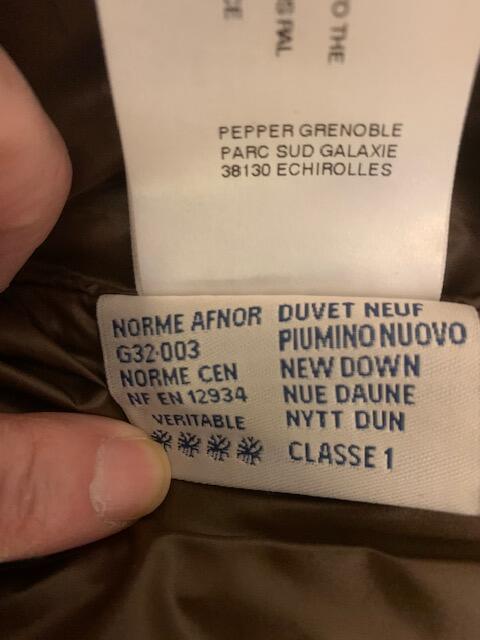 O THE
PEPPER GRENOBLE
PARC SUD GALAXIE
38130 ECHIROLLES
NORME AFNOR
G32-003
NORME CEN
NF EN 12934
VERITABLE
DUVET NEUF
PIUMINO NUOVO
NEW DOWN
NUE DAUNE
NYTT DUN
CLASSE 1